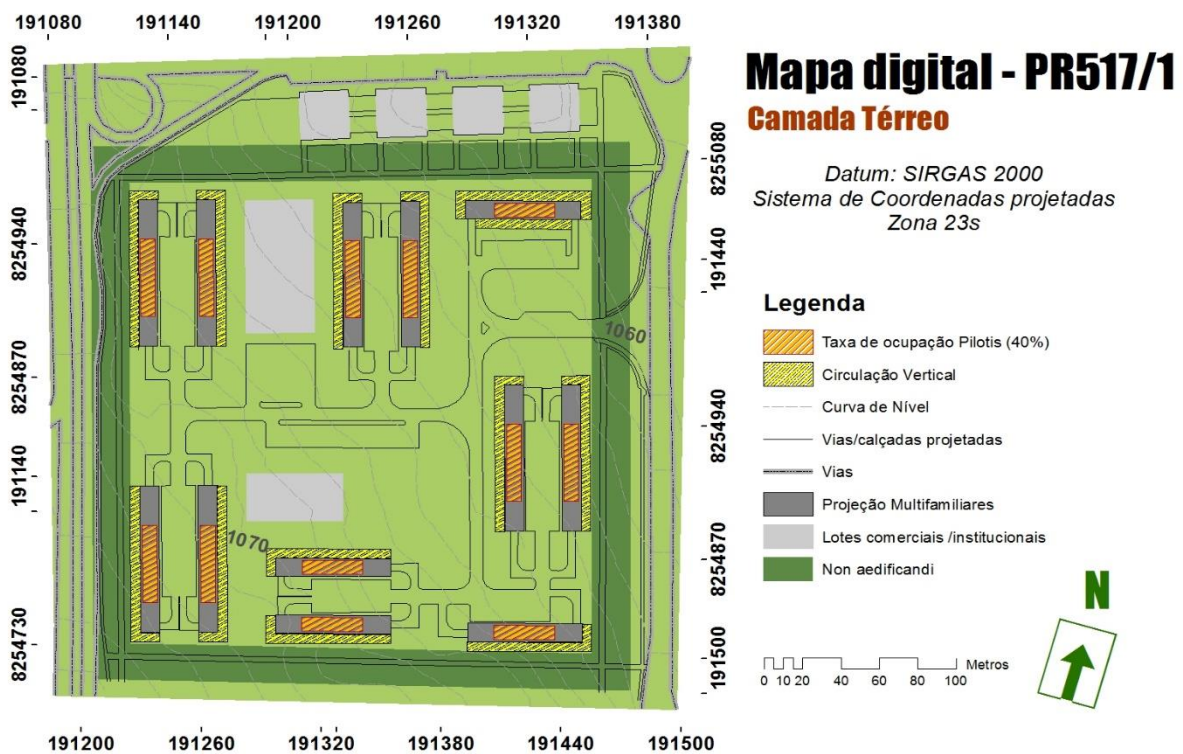 191080 191140 191200 191260 191320 191380
Mapa digital - PR517/1
Camada Térreo
Datum: SIRGAS 2000
Sistema de Coordenadas projetadas
Zona 23s
191080
8254940
8254870
191140
8254730
8255080
191440
8254940
8254870
191500
1060
1070
Legenda
Taxa de ocupação Pilotis (40%)
Circulação Vertical
Curva de Nível
Vias/calçadas projetadas
Vias
Projeção Multifamiliares
Lotes comerciais /institucionais
Non aedificandi
N
0 10 20 40 60 80 100 Metros
191200 191260 191320 191380 191440 191500